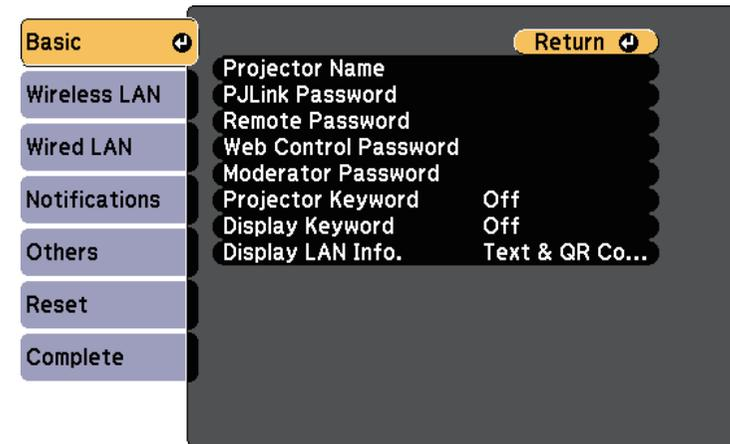 Basic
Wireless LAN
Wired LAN
Notifications
Others
Reset
Complete
Return
Projector Name
PJLink Password
Remote Password
Web Control Password
Moderator Password
Projector Keyword Off
Display Keyword Off
Display LAN Info. Text & QR Co...